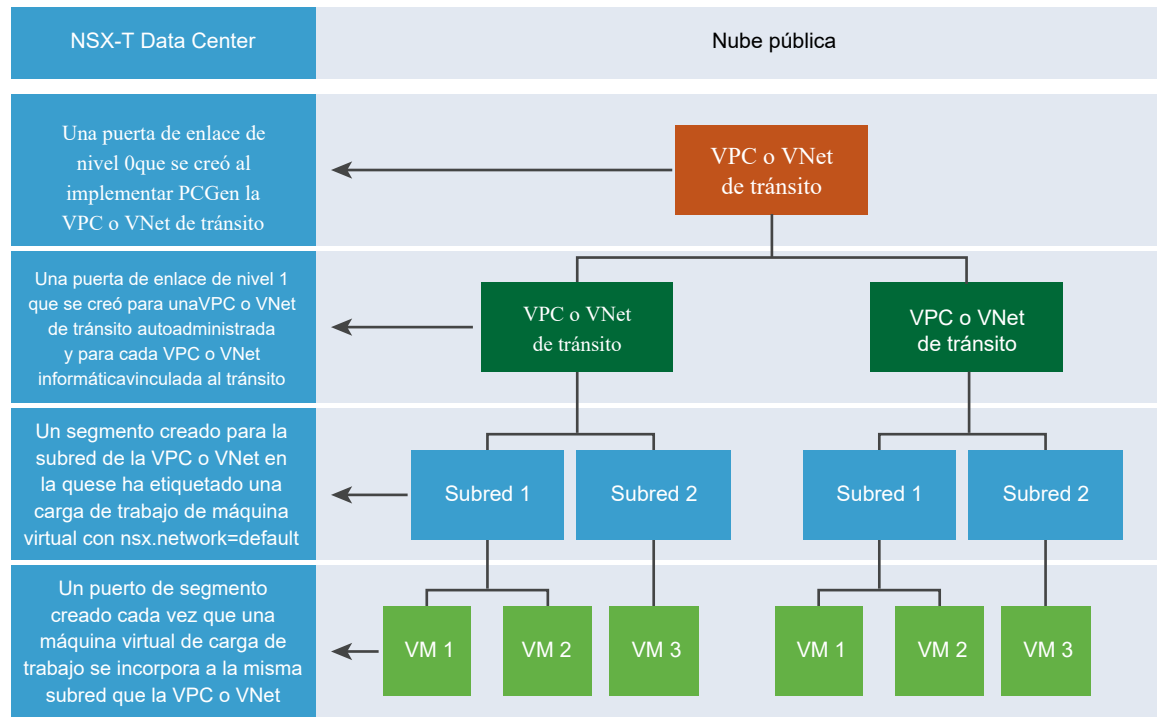 NSX-T Data Center
Nube pública
Una puerta de enlace de
nivel 0que se creó al
implementar PCGen la
VPC o VNet de tránsito
VPC o VNet
de tránsito
Una puerta de enlace de nivel 1
que se creó para unaVPC o VNet
de tránsito autoadministrada
y para cada VPC o VNet
informáticavinculada al tránsito
VPC o VNet
de tránsito
VPC o VNet
de tránsito
Un segmento creado para la
subred de la VPC o VNet en
la quese ha etiquetado una
carga de trabajo de máquina
virtual con nsx.network=default
Subred 1
Subred 2
Subred 1
Subred 2
Un puerto de segmento
creado cada vez que una
máquina virtual de carga de
trabajo se incorpora a la misma
subred que la VPC o VNet
VM 1
VM 2
VM 3
VM 1
VM 2
VM 3